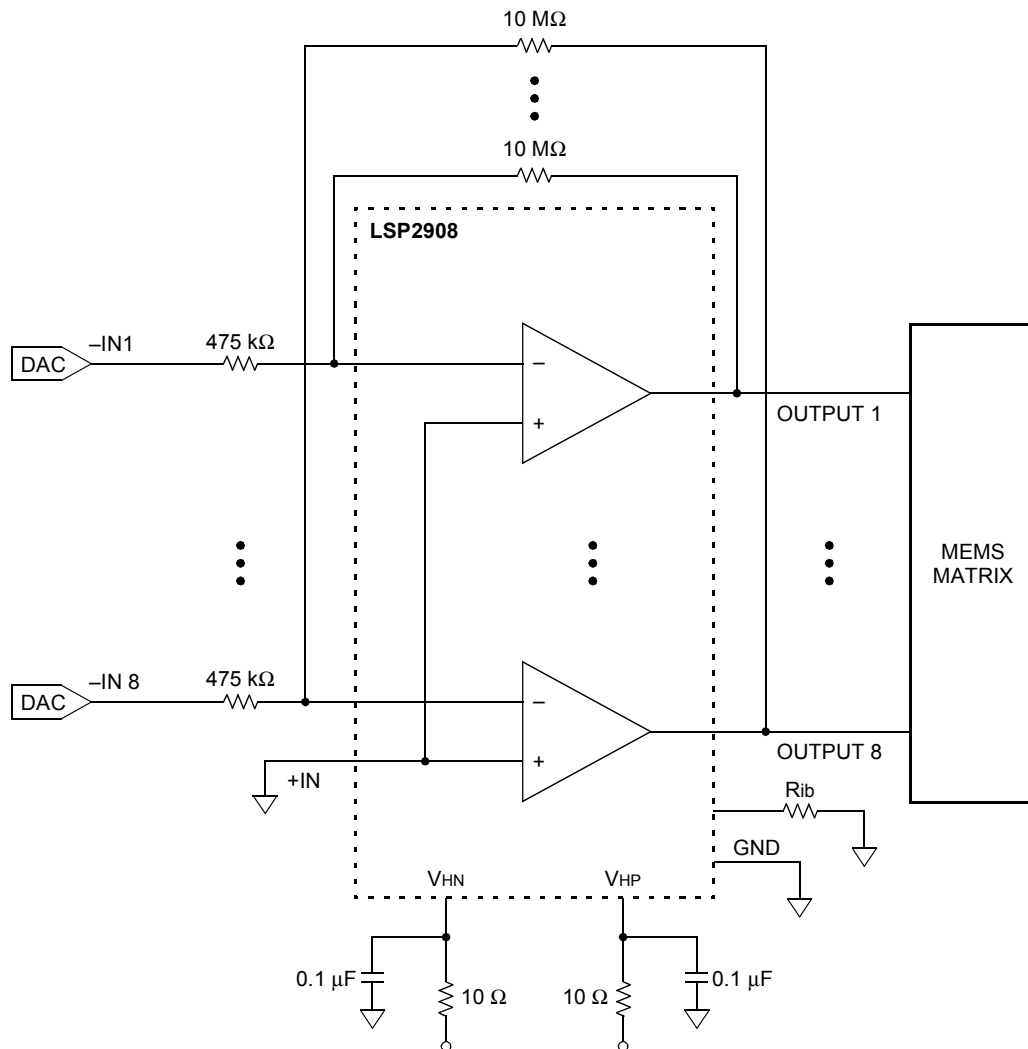 10 MΩ
10 MΩ
LSP2908
DAC
–IN1
475 kΩ
–
+
OUTPUT 1
MEMS
MATRIX
DAC
–IN 8
475 kΩ
–
+
+IN
OUTPUT 8
Rib
GND
VHN
VHP
0.1 μF
10 Ω
10 Ω
0.1 μF